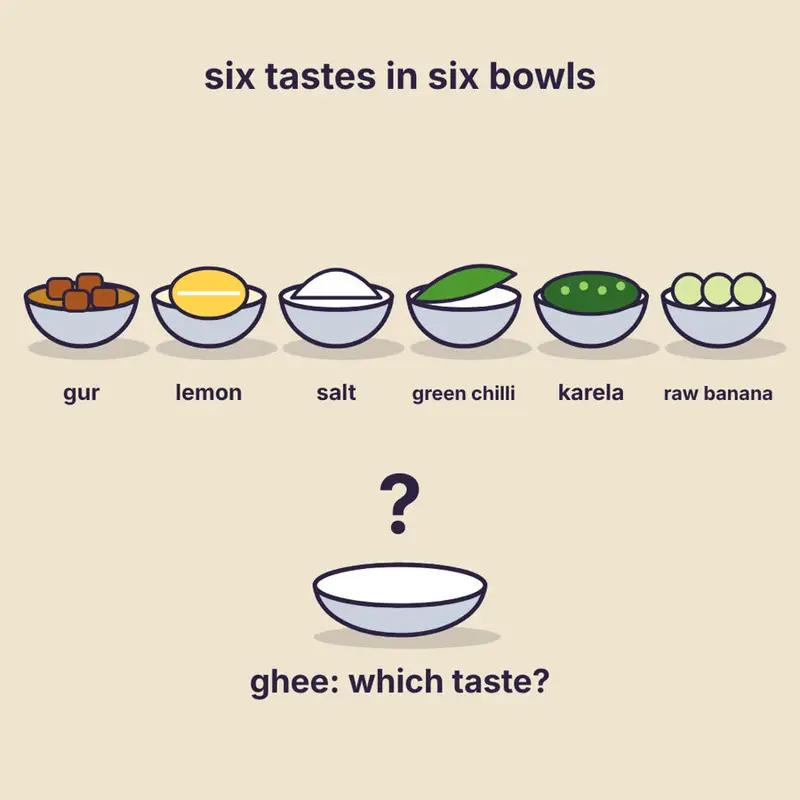 six tastes in six bowls
gur lemon salt green chilli karela raw banana
?
ghee: which taste?